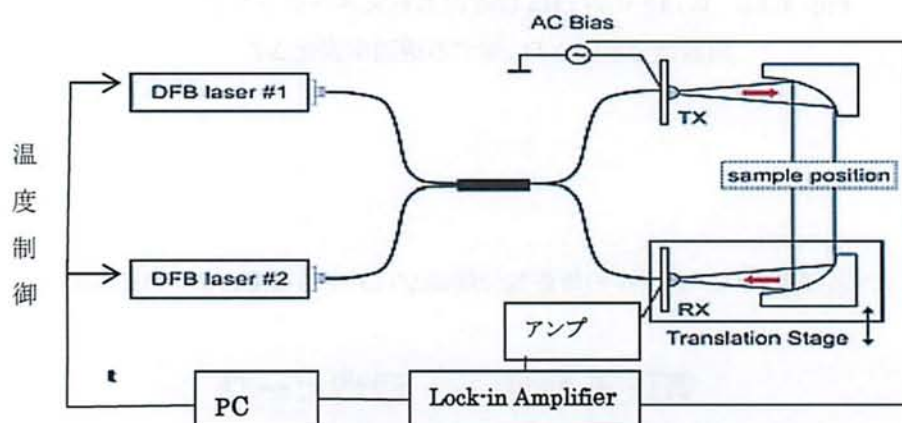 AC Bias
DFB laser #1
TX
温度制御
sample position
DFB laser #2
RX
アンプ
Translation Stage
t
PC
Lock-in Amplifier